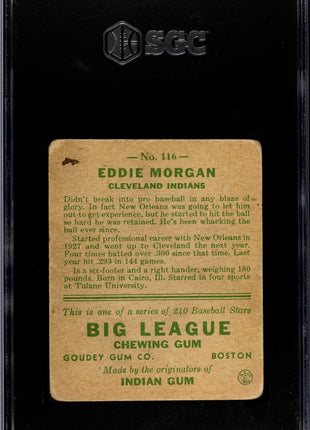 SGC
— No. 116 —
EDDIE MORGAN
CLEVELAND INDIANS
Didn't break into pro baseball in any blaze of
glory. In fact New Orleans was going to let him
out to get experience, but he started to hit the ball
so hard he was retained. He's been whacking the
ball ever since.
Started professional career with New Orleans in
1927 and went up to Cleveland the next year.
Four times batted over .300 since that date. Last
year hit .293 in 144 games.
Is a six-footer and a right hander, weighing 180
pounds. Born in Cairo, Ill. Starred in four sports
at Tulane University.
This is one of a series of 240 Baseball Stars
BIG LEAGUE
CHEWING GUM
GOUDEY GUM CO. BOSTON
Made by the originators of
INDIAN GUM